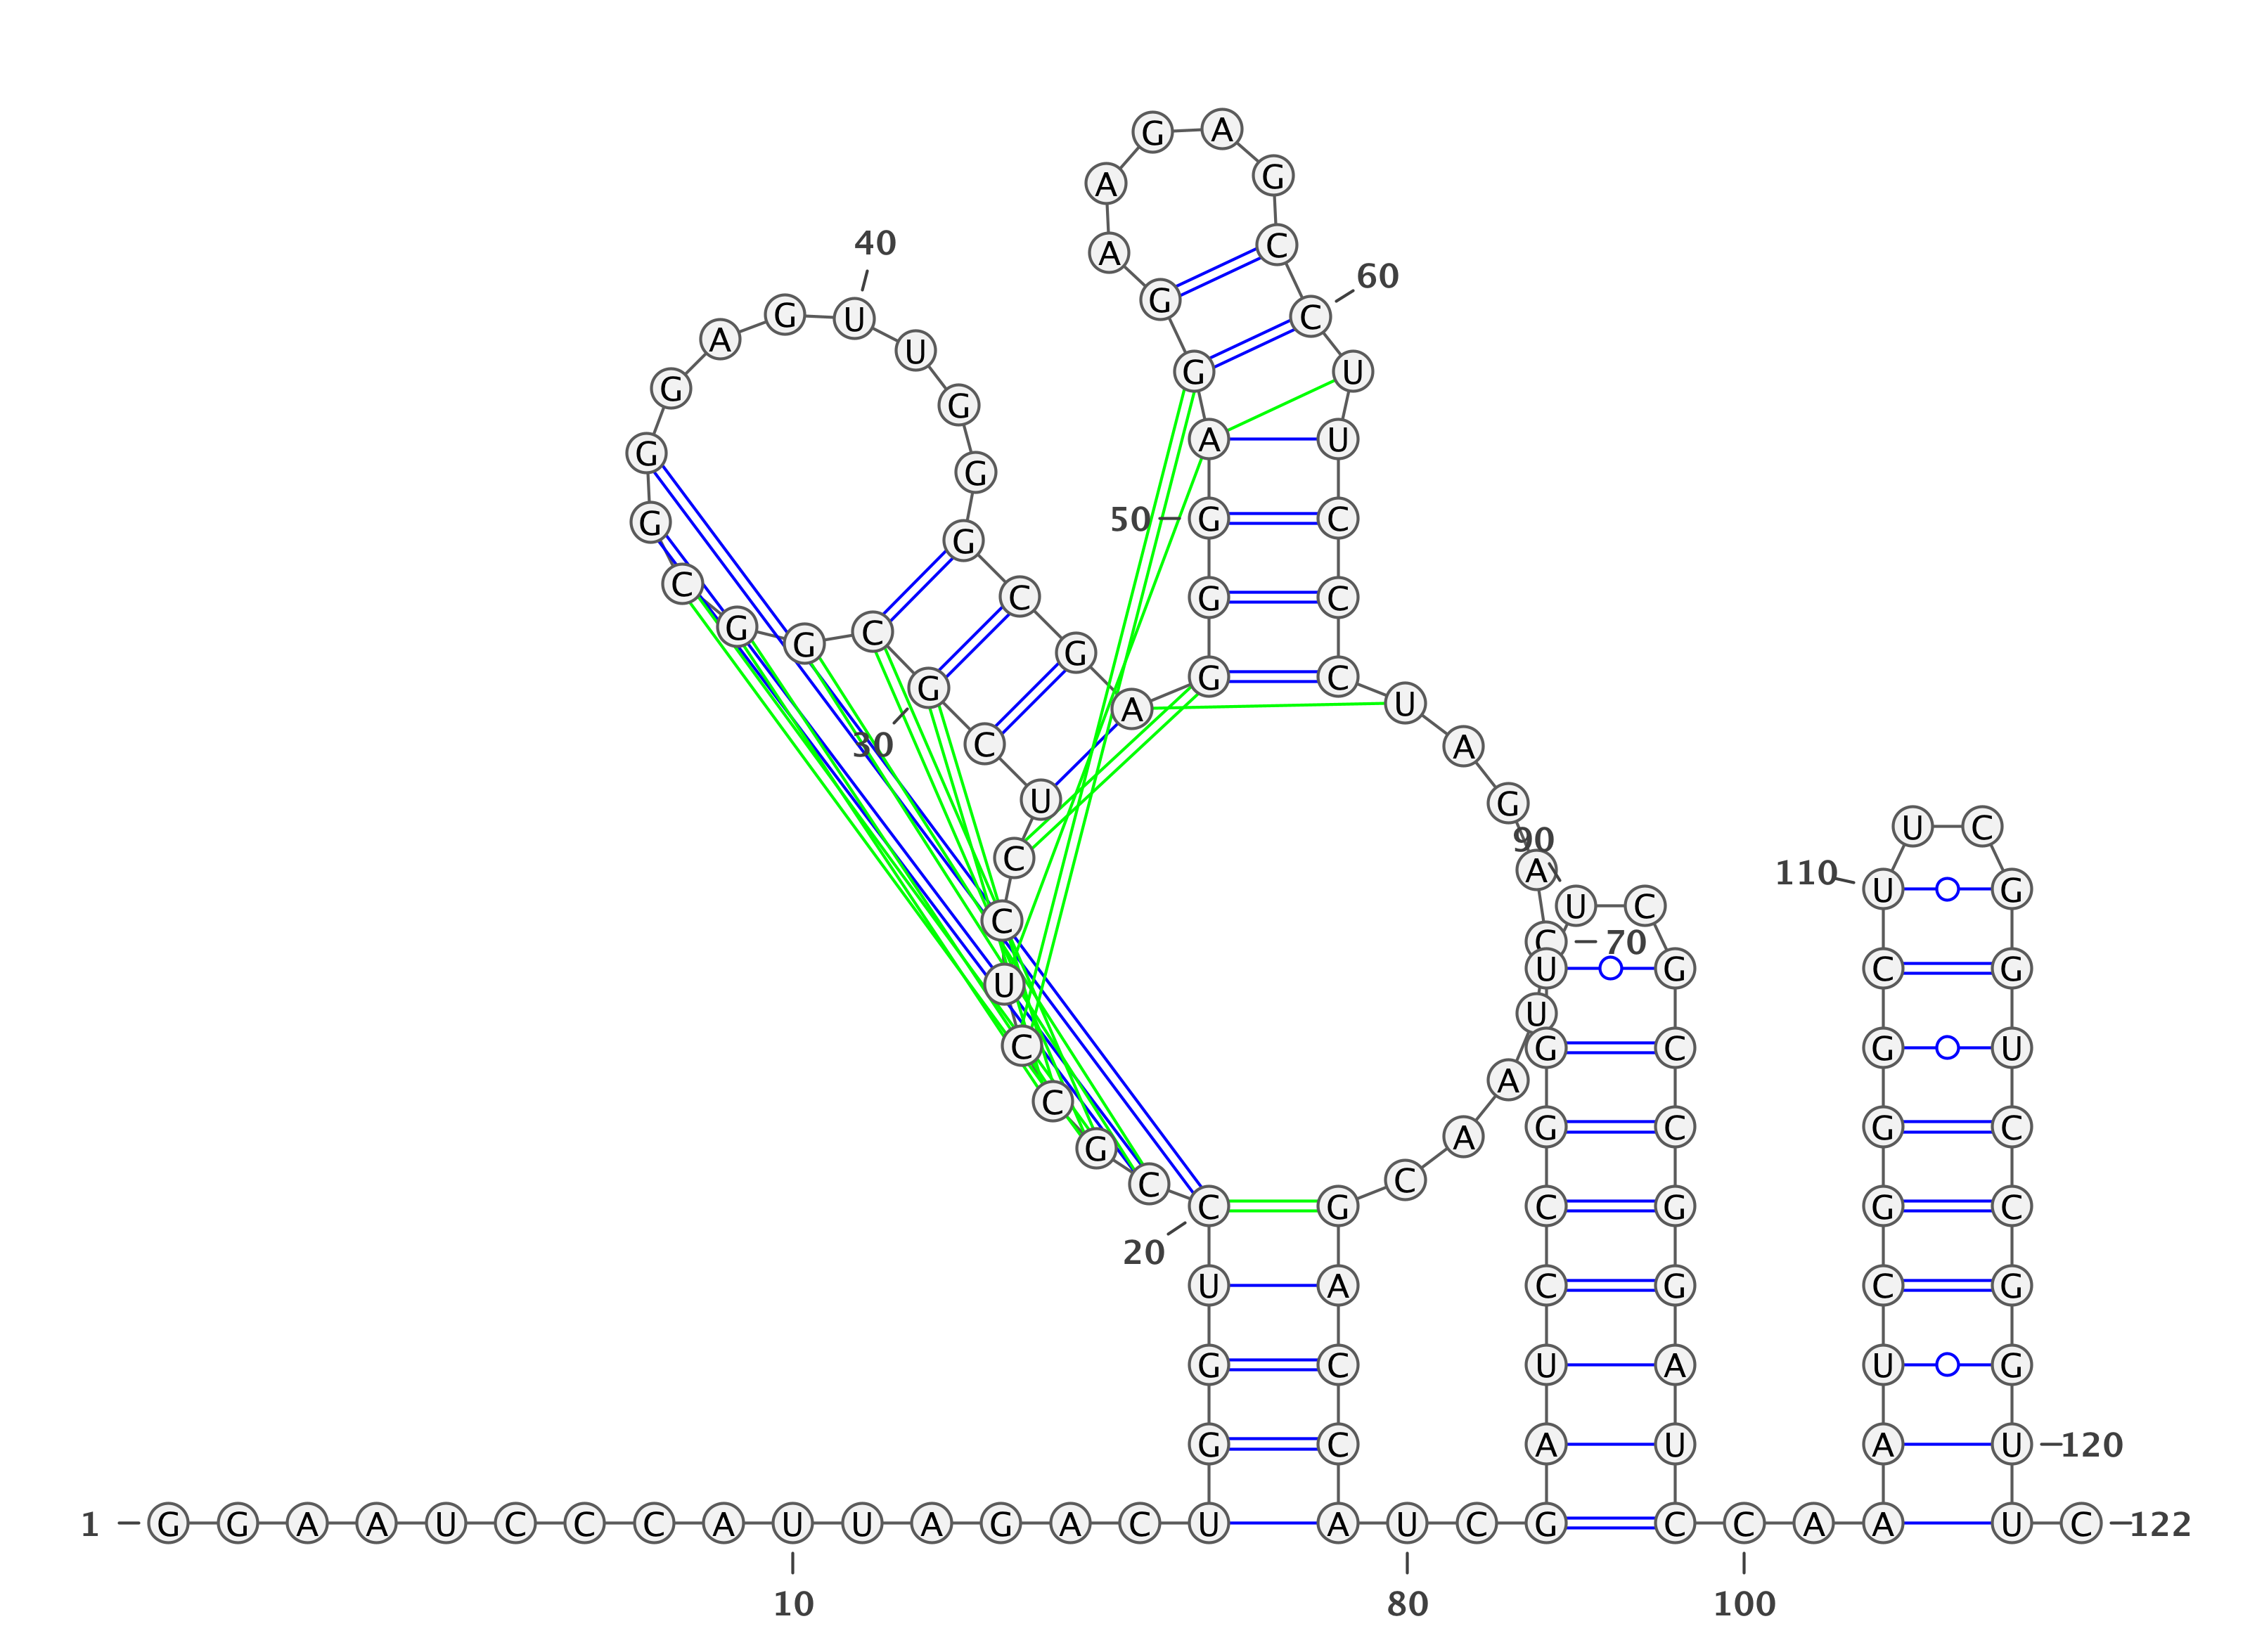 1
G G A A U C C C A U U A G A C U
10
G G U C
20
C G C C U C C
U C G C
30
G G C G G G A G U U G G
40
G C G A
G G G A G G
50
A A G A G
C C U U C C C
60
U A G A C U A A C
70
G A C C A
U C
80
G A U C C G G U
U C
90
G C C G G A U C
C A
100
A A U C G G G C U
110
U C
G G U C C G G U U
120
C
122